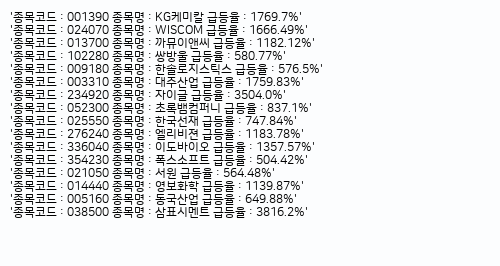 '종목코드 : 001390 종목명 : KG케미칼 급등율 : 1769.7%'
'종목코드 : 024070 종목명 : WISCOM 급등율 : 1666.49%'
'종목코드 : 013700 종목명 : 까뮤이앤씨 급등율 : 1182.12%'
'종목코드 : 102280 종목명 : 쌍방울 급등율 : 580.77%'
'종목코드 : 009180 종목명 : 한솔로지스틱스 급등율 : 576.5%'
'종목코드 : 003310 종목명 : 대주산업 급등율 : 1759.83%'
'종목코드 : 234920 종목명 : 자이글 급등율 : 3504.0%'
'종목코드 : 052300 종목명 : 초록뱀컴퍼니 급등율 : 837.1%'
'종목코드 : 025550 종목명 : 한국선재 급등율 : 747.84%'
'종목코드 : 276240 종목명 : 엘리비젼 급등율 : 1183.78%'
'종목코드 : 336040 종목명 : 이도바이오 급등율 : 1357.57%'
'종목코드 : 354230 종목명 : 폭스소프트 급등율 : 504.42%'
'종목코드 : 021050 종목명 : 서원 급등율 : 564.48%'
'종목코드 : 014440 종목명 : 영보화학 급등율 : 1139.87%'
'종목코드 : 005160 종목명 : 동국산업 급등율 : 649.88%'
'종목코드 : 038500 종목명 : 삼표시멘트 급등율 : 3816.2%'